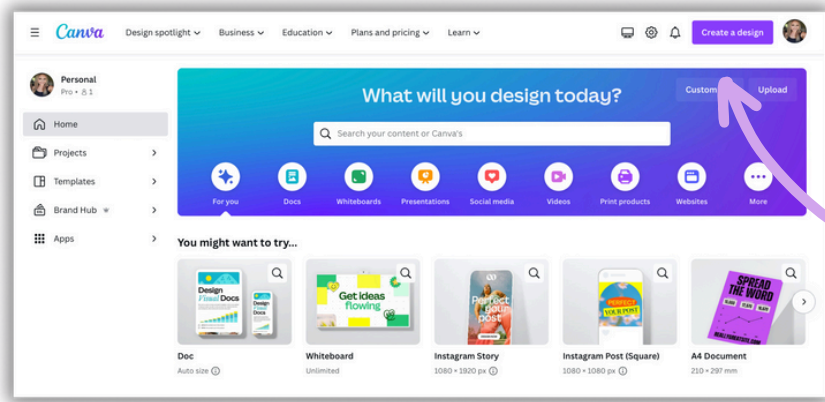 Canva
Design spotlight Business Education Plans and pricing Learn
Create a design
Personal
Pro • 1
Home
Projects
Templates
Brand Hub
Apps
What will you design today?
Custom
Upload
Search your content or Canva's
For you Docs Whiteboards Presentations Social media Videos Print products Websites More
You might want to try...
Design
Visual Docs
Get ideas
flowing
Perfect
your
post
PERFECT
YOUR POST
SPREAD
THE WORD
Doc
Auto size
Whiteboard
Unlimited
Instagram Story
1080 × 1920 px
Instagram Post (Square)
1080 × 1080 px
A4 Document
210 × 297 mm